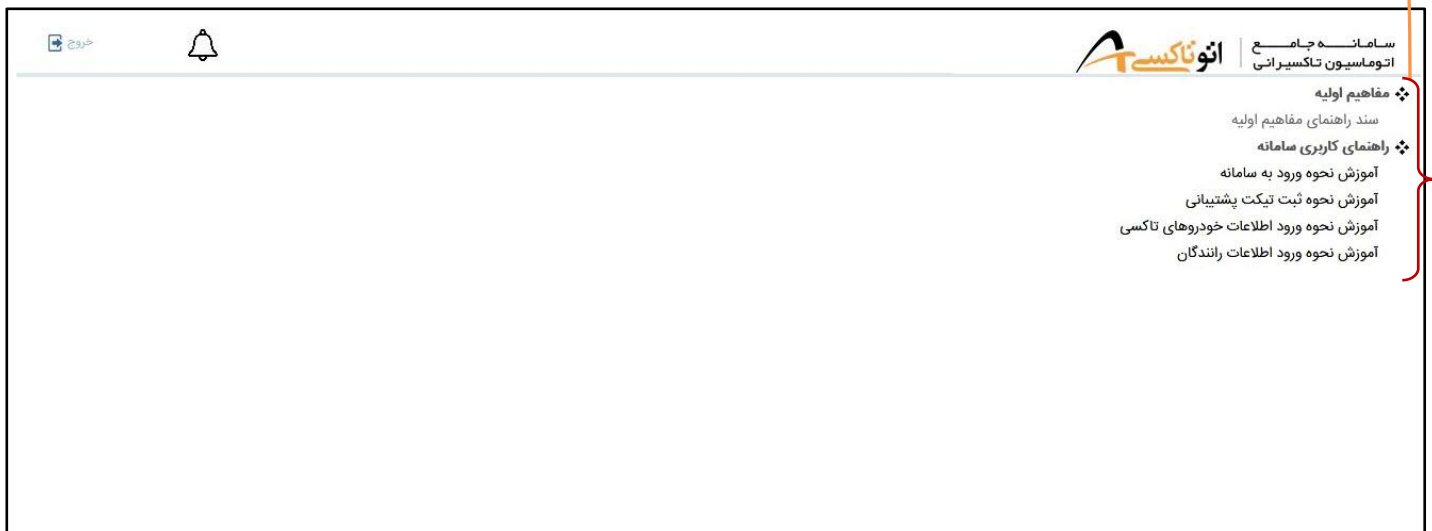 سامانه جامع
اتوماسیون تاکسیرانی
اتوتاکسی
خروج
مفاهیم اولیه
سند راهنمای مفاهیم اولیه
راهنمای کاربری سامانه
آموزش نحوه ورود به سامانه
آموزش نحوه ثبت تیکت پشتیبانی
آموزش نحوه ورود اطلاعات خودروهای تاکسی
آموزش نحوه ورود اطلاعات رانندگان